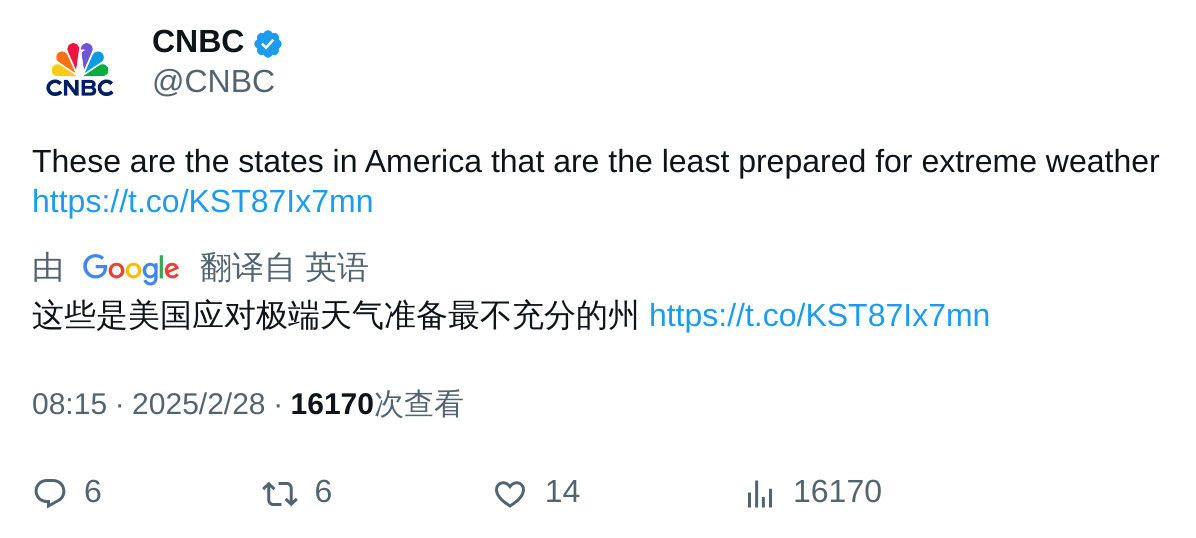 CNBC
@CNBC
CNBC
These are the states in America that are the least prepared for extreme weather
https://t.co/KST87Ix7mn
由 Google 翻译自 英语
这些是美国应对极端天气准备最不充分的州 https://t.co/KST87Ix7mn
08:15 · 2025/2/28 · 16170次查看
6 6 14 16170